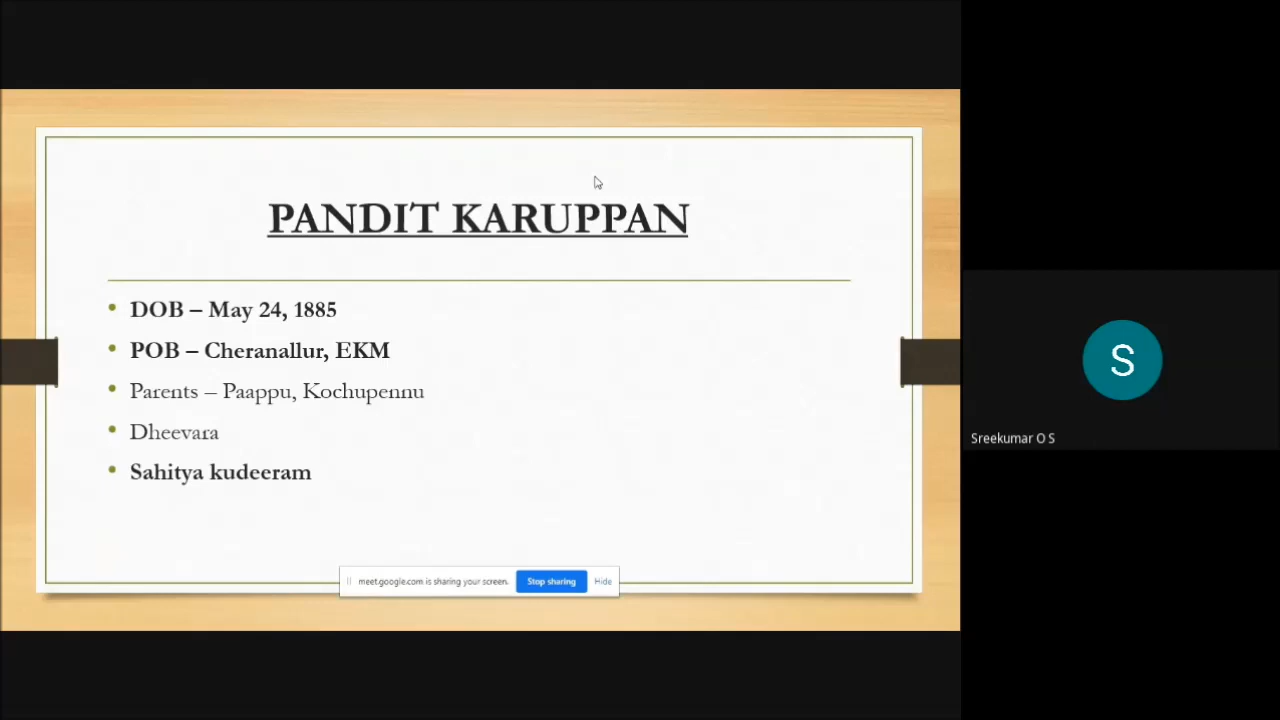 PANDIT KARUPPAN
• DOB – May 24, 1885
• POB – Cheranallur, EKM
• Parents – Paappu, Kochupennu
• Dheevara
• Sahitya kudeeram
meet.google.com is sharing your screen. Stop sharing Hide
S
Sreekumar O S